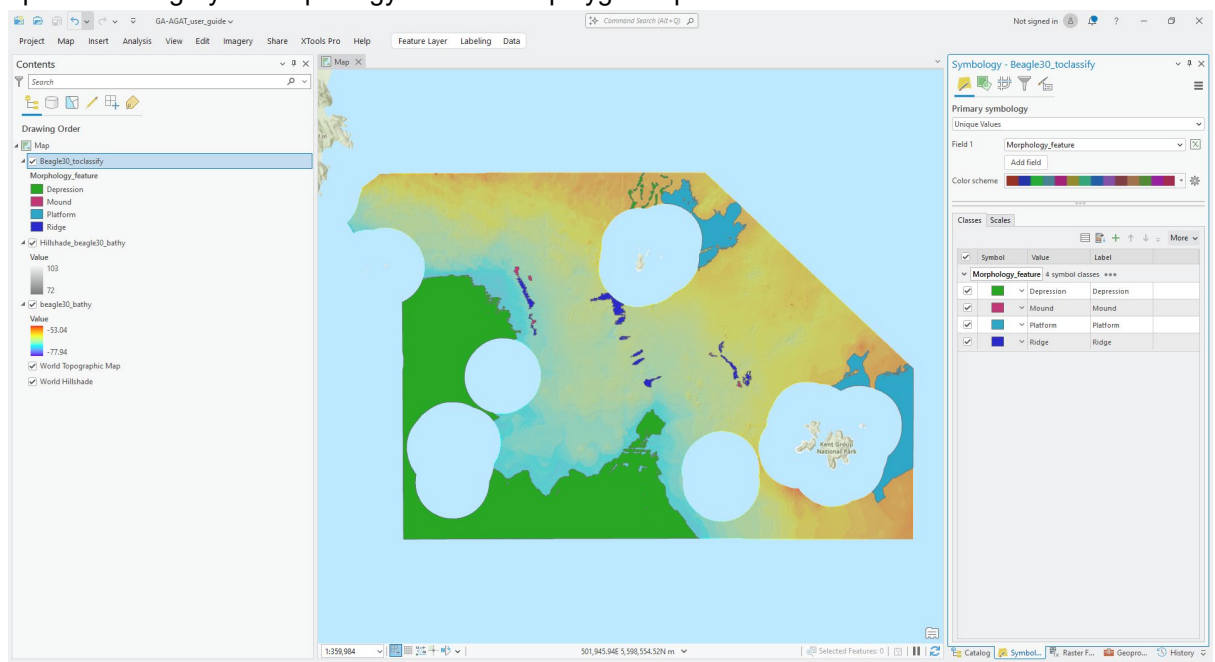 GA-AGAT_user_guide
Command Search (Alt+Q)
Not signed in
Project Map Insert Analysis View Edit Imagery Share XTools Pro Help Feature Layer Labeling Data
Contents
Search
Drawing Order
Map
Beagle30_toclassify
Morphology_feature
Depression
Mound
Platform
Ridge
Hillshade_beagle30_bathy
Value
103
72
beagle30_bathy
Value
-53.04
-77.94
World Topographic Map
World Hillshade
Map
Kent Group
National Park
1:359,984
501,945.94E 5,598,554.52N m
Selected Features: 0
Symbology - Beagle30_toclassify
Primary symbology
Unique Values
Field 1 Morphology_feature
Add field
Color scheme
Classes Scales
More
Symbol Value Label
Morphology_feature 4 symbol classes
Depression Depression
Mound Mound
Platform Platform
Ridge Ridge
Catalog Symbol... Raster F... Geopro... History